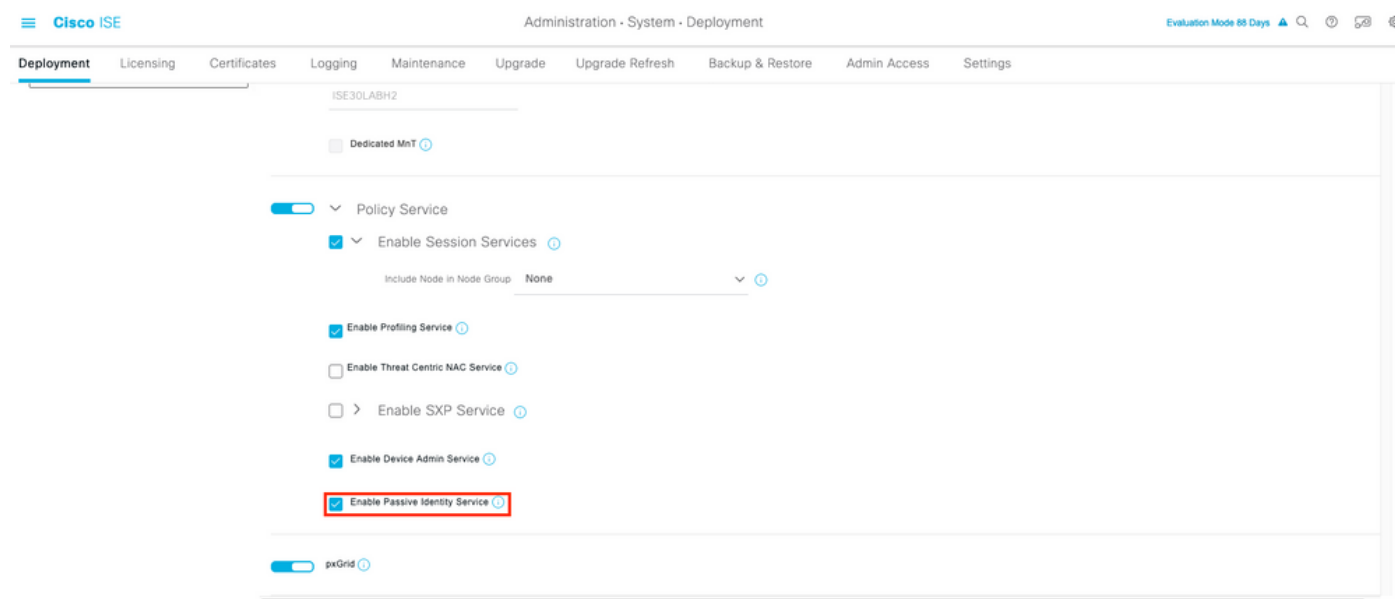 Cisco ISE
Administration · System · Deployment
Evaluation Mode 88 Days
Deployment Licensing Certificates Logging Maintenance Upgrade Upgrade Refresh Backup & Restore Admin Access Settings
ISE30LABH2
Dedicated MnT
Policy Service
Enable Session Services
Include Node in Node Group None
Enable Profiling Service
Enable Threat Centric NAC Service
Enable SXP Service
Enable Device Admin Service
Enable Passive Identity Service
pxGrid